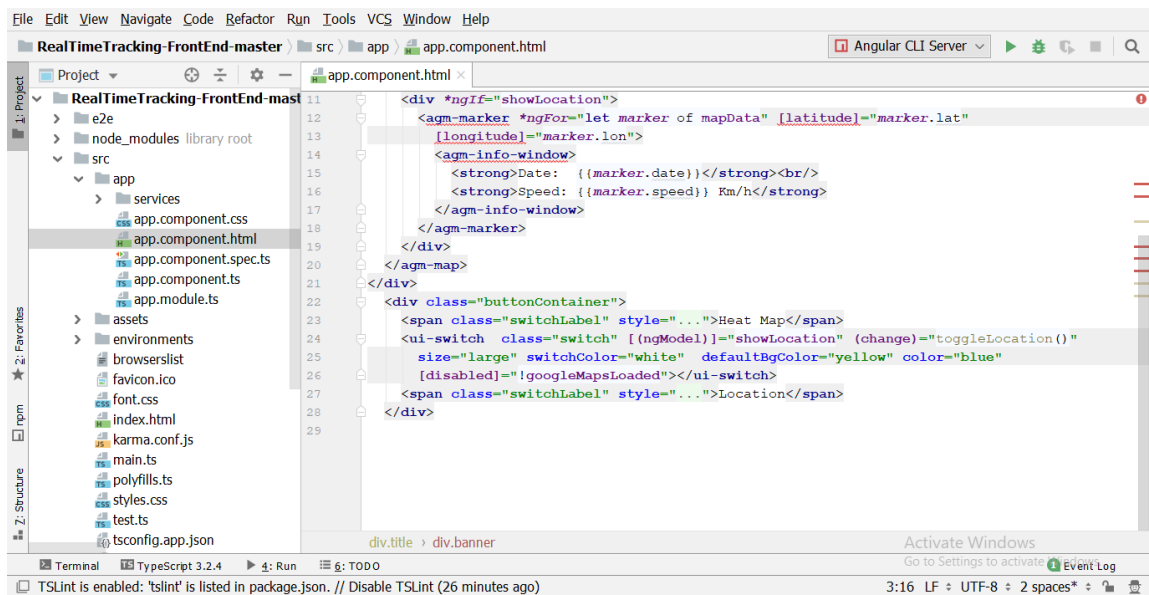 File Edit View Navigate Code Refactor Run Tools VCS Window Help
RealTimeTracking-FrontEnd-master src app app.component.html Angular CLI Server
1: Project
Project
app.component.html
RealTimeTracking-FrontEnd-mast
e2e
node_modules library root
src
app
services
app.component.css
app.component.html
app.component.spec.ts
app.component.ts
app.module.ts
assets
environments
browserslist
favicon.ico
font.css
index.html
karma.conf.js
main.ts
polyfills.ts
styles.css
test.ts
tsconfig.app.json
2: Favorites
npm
Z: Structure
11 <div *ngIf="showLocation">
12 <agm-marker *ngFor="let marker of mapData" [latitude]="marker.lat"
13 [longitude]="marker.lon">
14 <agm-info-window>
15 <strong>Date: {{marker.date}}</strong><br/>
16 <strong>Speed: {{marker.speed}} Km/h</strong>
17 </agm-info-window>
18 </agm-marker>
19 </div>
20 </agm-map>
21 </div>
22 <div class="buttonContainer">
23 <span class="switchLabel" style="...">Heat Map</span>
24 <ui-switch class="switch" [(ngModel)]="showLocation" (change)="toggleLocation()"
25 size="large" switchColor="white" defaultBgColor="yellow" color="blue"
26 [disabled]="!googleMapsLoaded"></ui-switch>
27 <span class="switchLabel" style="...">Location</span>
28 </div>
29
div.title › div.banner
Activate Windows
Go to Settings to activate Windows.
Terminal TypeScript 3.2.4 4: Run 6: TODO 1 Event Log
TSLint is enabled: 'tslint' is listed in package.json. // Disable TSLint (26 minutes ago) 3:16 LF UTF-8 2 spaces*